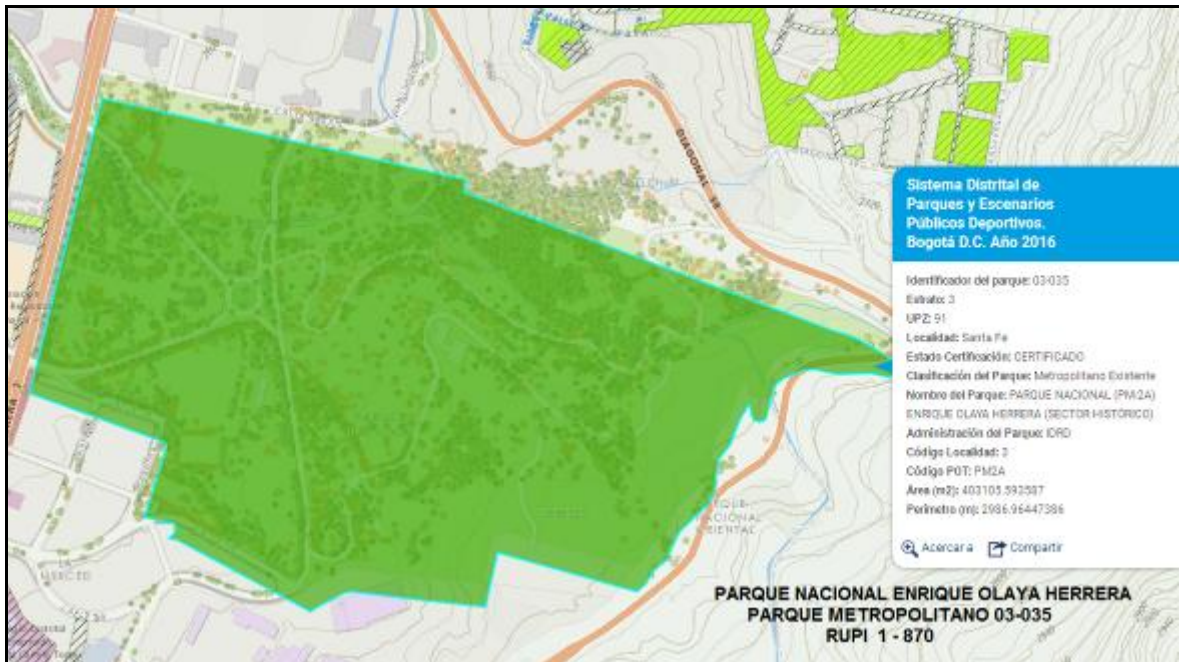 DIAGONAL
Sistema Distrital de
Parques y Escenarios
Públicos Deportivos.
Bogotá D.C. Año 2016
Identificador del parque: 03-035
Estrato: 3
UPZ: 91
Localidad: Santa Fe
Estado Certificación: CERTIFICADO
Clasificación del Parque: Metropolitano Existente
Nombre del Parque: PARQUE NACIONAL (PM2A)
ENRIQUE OLAYA HERRERA (SECTOR HISTÓRICO)
Administración del Parque: IDRD
Código Localidad: 3
Código POT: PM2A
Área (m2): 403105.593587
Perímetro (m): 2986.96447386
Acercar a Compartir
LA
MERCED
PARQUE NACIONAL ENRIQUE OLAYA HERRERA
PARQUE METROPOLITANO 03-035
RUPI 1 - 870